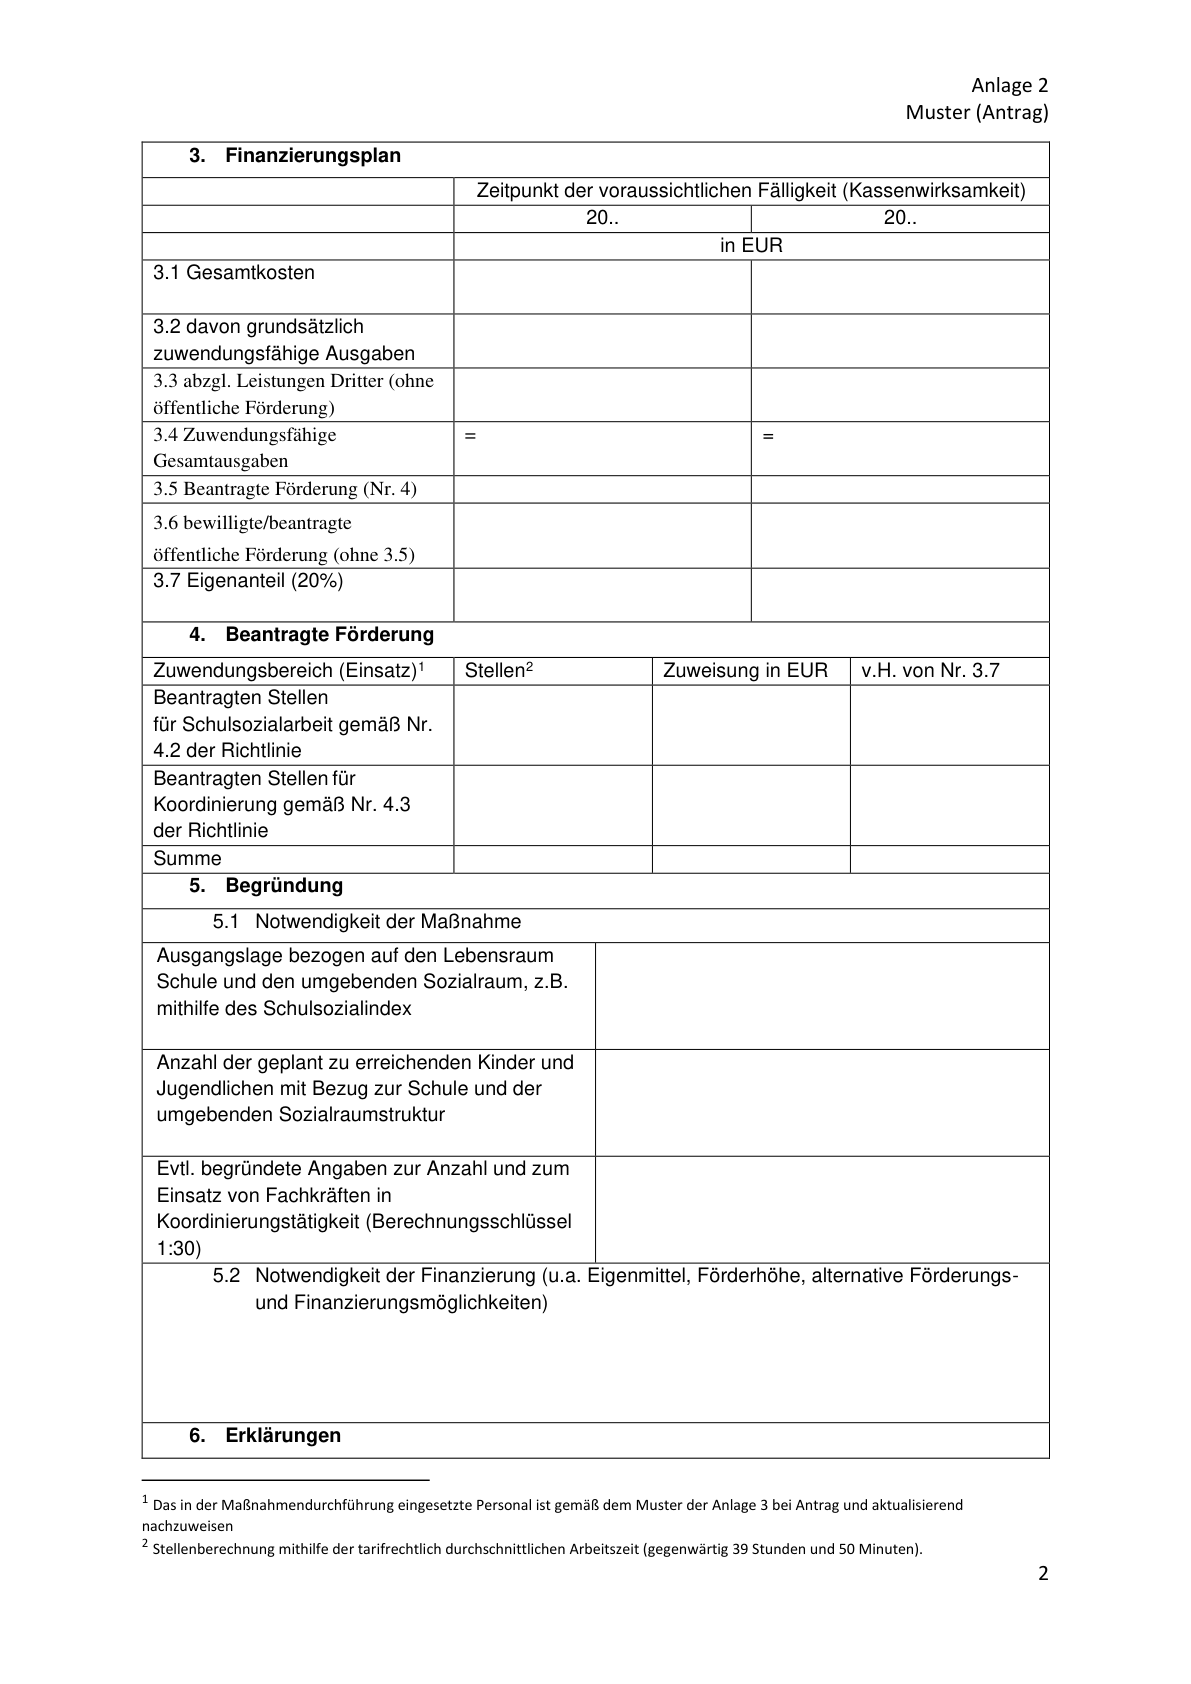 Anlage 2
Muster (Antrag)
3. Finanzierungsplan
Zeitpunkt der voraussichtlichen Fälligkeit (Kassenwirksamkeit)
20.. 20..
in EUR
3.1 Gesamtkosten
3.2 davon grundsätzlich
zuwendungsfähige Ausgaben
3.3 abzgl. Leistungen Dritter (ohne
öffentliche Förderung)
3.4 Zuwendungsfähige = =
Gesamtausgaben
3.5 Beantragte Förderung (Nr. 4)
3.6 bewilligte/beantragte
öffentliche Förderung (ohne 3.5)
3.7 Eigenanteil (20%)
4. Beantragte Förderung
Zuwendungsbereich (Einsatz)¹ Stellen² Zuweisung in EUR v.H. von Nr. 3.7
Beantragten Stellen
für Schulsozialarbeit gemäß Nr.
4.2 der Richtlinie
Beantragten Stellen für
Koordinierung gemäß Nr. 4.3
der Richtlinie
Summe
5. Begründung
5.1 Notwendigkeit der Maßnahme
Ausgangslage bezogen auf den Lebensraum
Schule und den umgebenden Sozialraum, z.B.
mithilfe des Schulsozialindex
Anzahl der geplant zu erreichenden Kinder und
Jugendlichen mit Bezug zur Schule und der
umgebenden Sozialraumstruktur
Evtl. begründete Angaben zur Anzahl und zum
Einsatz von Fachkräften in
Koordinierungstätigkeit (Berechnungsschlüssel
1:30)
5.2 Notwendigkeit der Finanzierung (u.a. Eigenmittel, Förderhöhe, alternative Förderungs-
und Finanzierungsmöglichkeiten)
6. Erklärungen
¹ Das in der Maßnahmendurchführung eingesetzte Personal ist gemäß dem Muster der Anlage 3 bei Antrag und aktualisierend
nachzuweisen
² Stellenberechnung mithilfe der tarifrechtlich durchschnittlichen Arbeitszeit (gegenwärtig 39 Stunden und 50 Minuten).
2